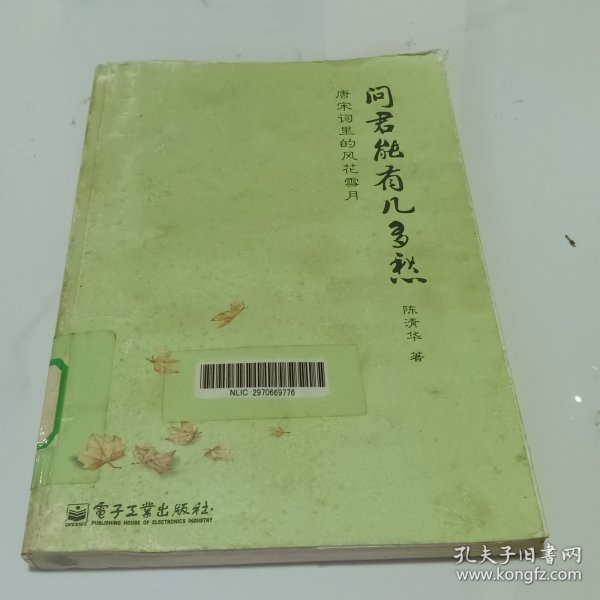 问君能有几多愁
唐宋词里的风花雪月
陈清华 著
NLIC 2970669776
電子工業出版社·
PUBLISHING HOUSE OF ELECTRONICS INDUSTRY
孔夫子旧书网
www.kongfz.com